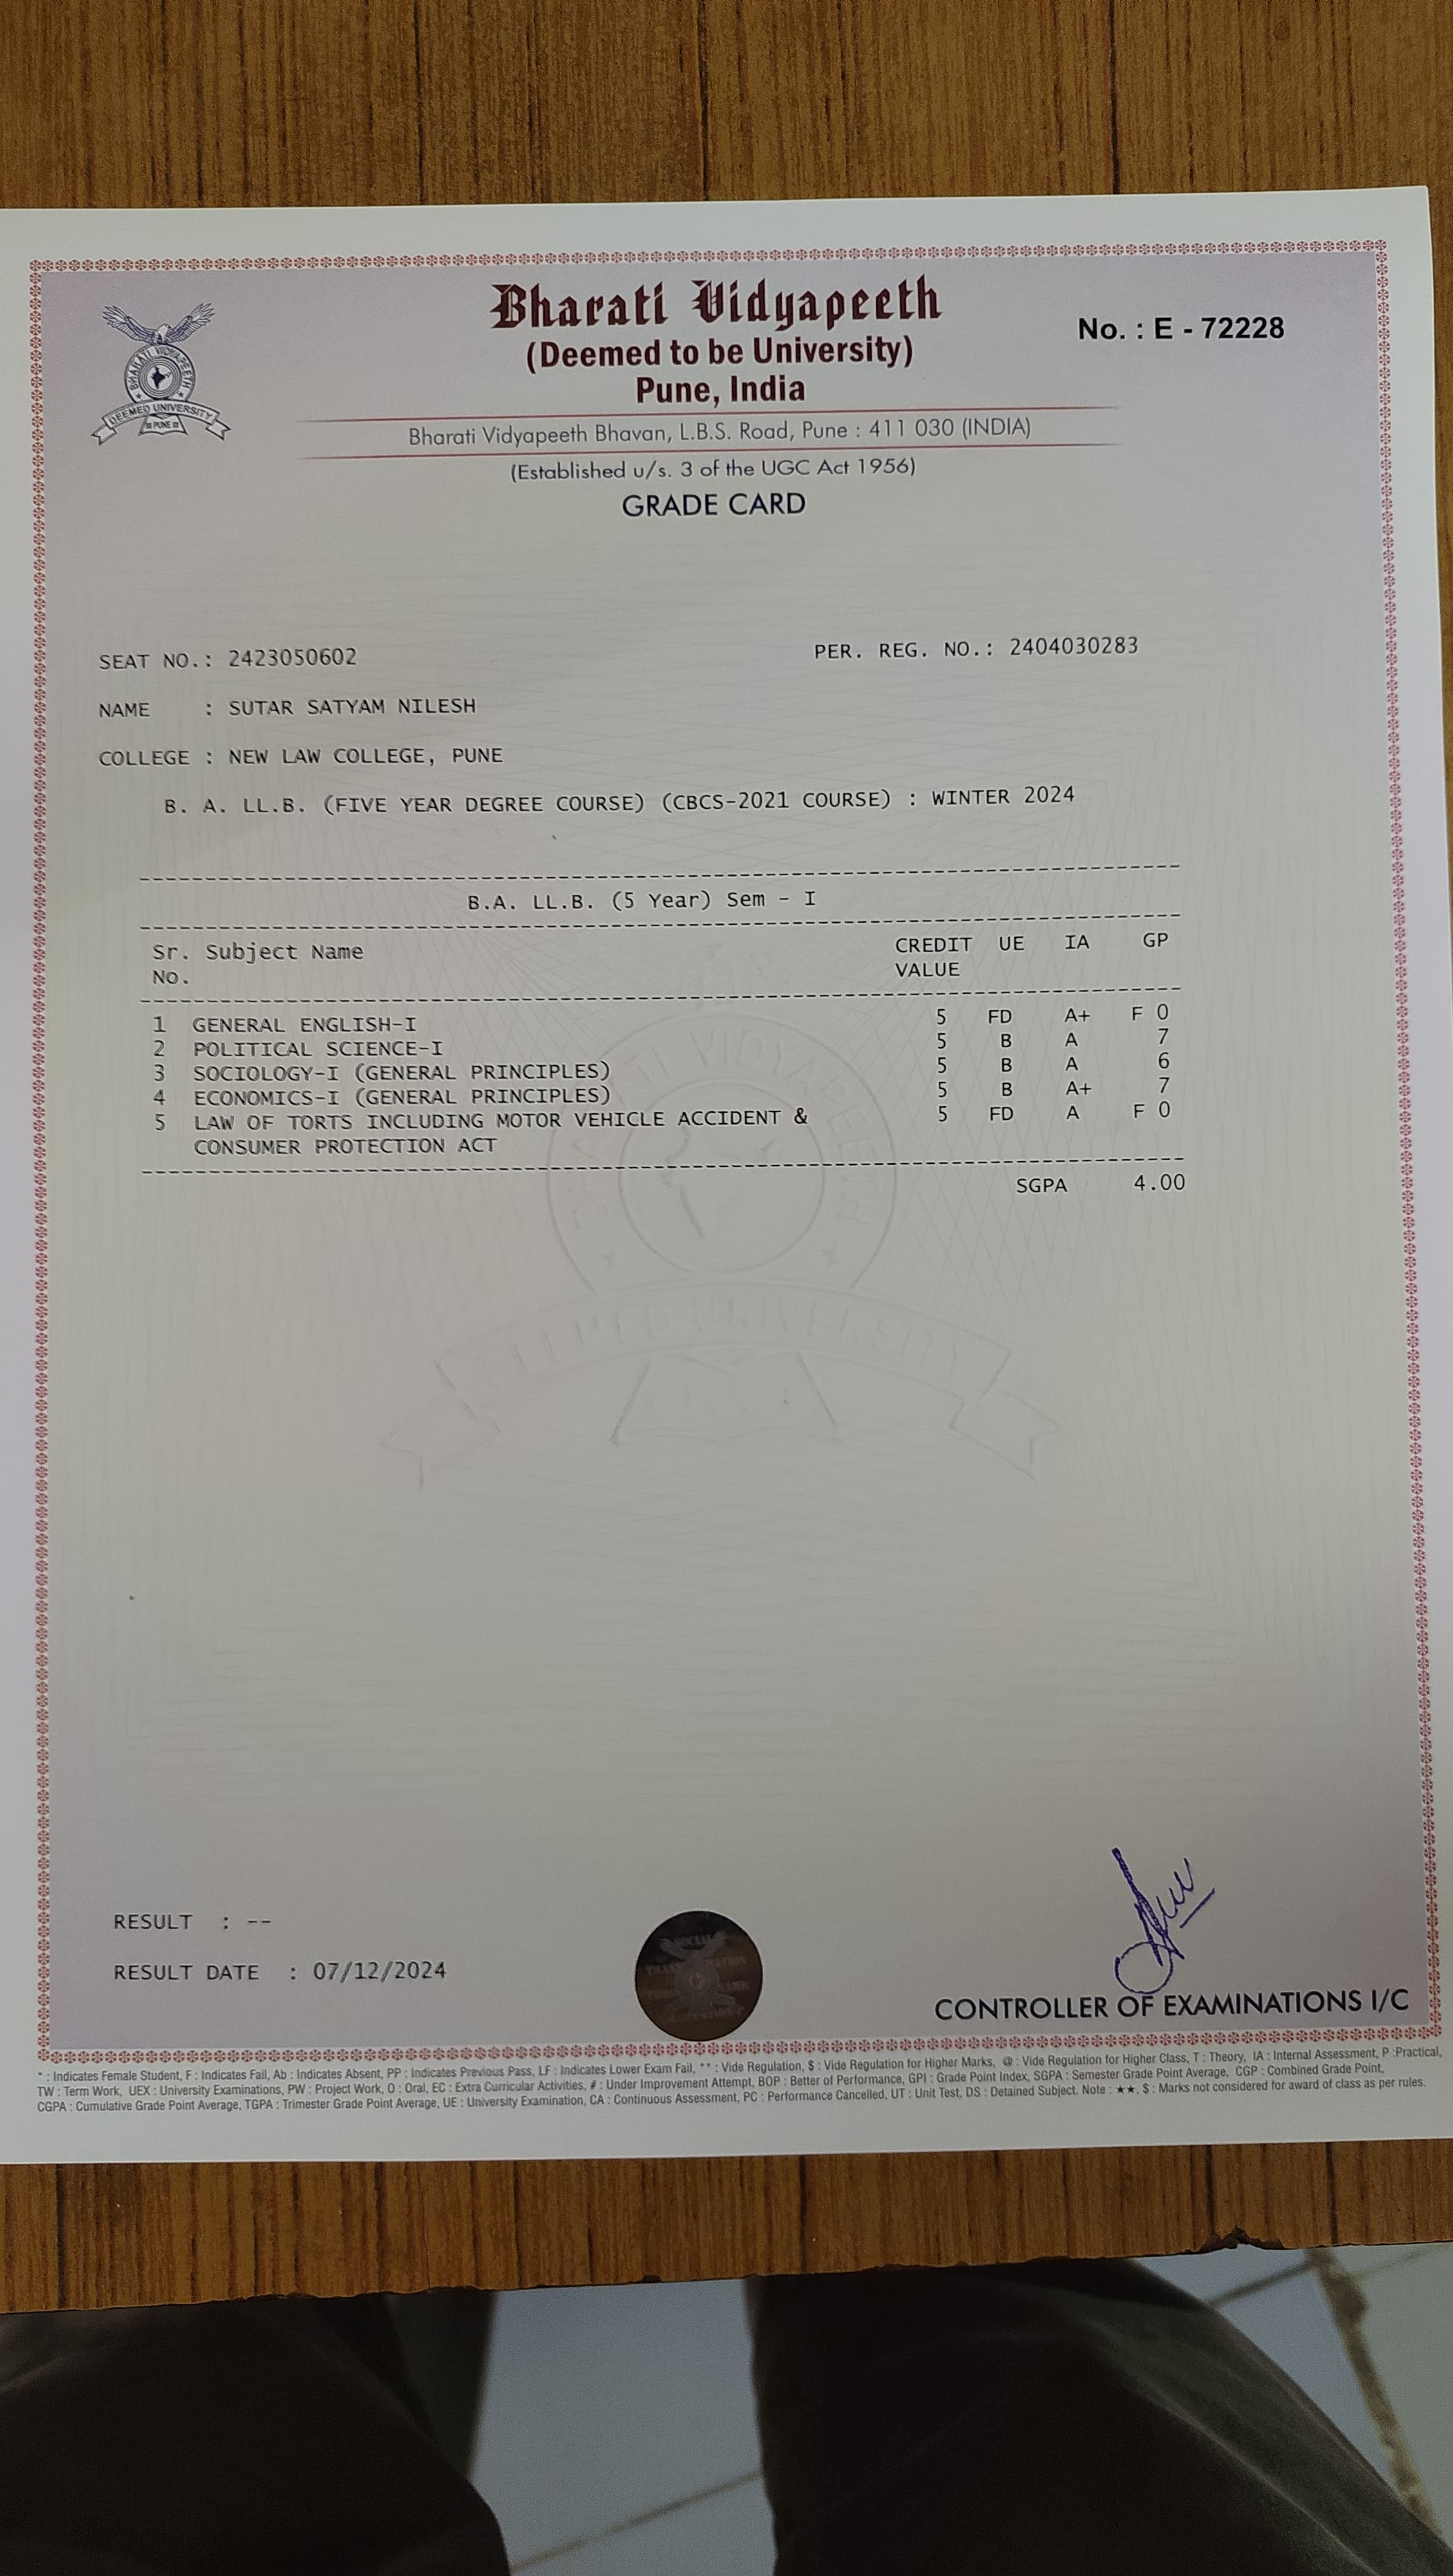 Bharati Vidyapeeth
(Deemed to be University)
Pune, India
No. : E - 72228
BHARATI VIDYAPEETH
DEEMED UNIVERSITY
PUNE
Bharati Vidyapeeth Bhavan, L.B.S. Road, Pune : 411 030 (INDIA)
(Established u/s. 3 of the UGC Act 1956)
GRADE CARD
SEAT NO.: 2423050602 PER. REG. NO.: 2404030283
NAME : SUTAR SATYAM NILESH
COLLEGE : NEW LAW COLLEGE, PUNE
B. A. LL.B. (FIVE YEAR DEGREE COURSE) (CBCS-2021 COURSE) : WINTER 2024
B.A. LL.B. (5 Year) Sem - I
Sr. Subject Name CREDIT UE IA GP
No. VALUE
1 GENERAL ENGLISH-I 5 FD A+ F 0
2 POLITICAL SCIENCE-I 5 B A 7
3 SOCIOLOGY-I (GENERAL PRINCIPLES) 5 B A 6
4 ECONOMICS-I (GENERAL PRINCIPLES) 5 B A+ 7
5 LAW OF TORTS INCLUDING MOTOR VEHICLE ACCIDENT & 5 FD A F 0
CONSUMER PROTECTION ACT
SGPA 4.00
RESULT : --
RESULT DATE : 07/12/2024
CONTROLLER OF EXAMINATIONS I/C
* : Indicates Female Student, F : Indicates Fail, Ab : Indicates Absent, PP : Indicates Previous Pass, LF : Indicates Lower Exam Fail, ** : Vide Regulation, $ : Vide Regulation for Higher Marks, @ : Vide Regulation for Higher Class, T : Theory, IA : Internal Assessment, P :Practical,
TW : Term Work, UEX : University Examinations, PW : Project Work, O : Oral, EC : Extra Curricular Activities, # : Under Improvement Attempt, BOP : Better of Performance, GPI : Grade Point Index, SGPA : Semester Grade Point Average, CGP : Combined Grade Point,
CGPA : Cumulative Grade Point Average, TGPA : Trimester Grade Point Average, UE : University Examination, CA : Continuous Assessment, PC : Performance Cancelled, UT : Unit Test, DS : Detained Subject. Note : ★★, $ : Marks not considered for award of class as per rules.